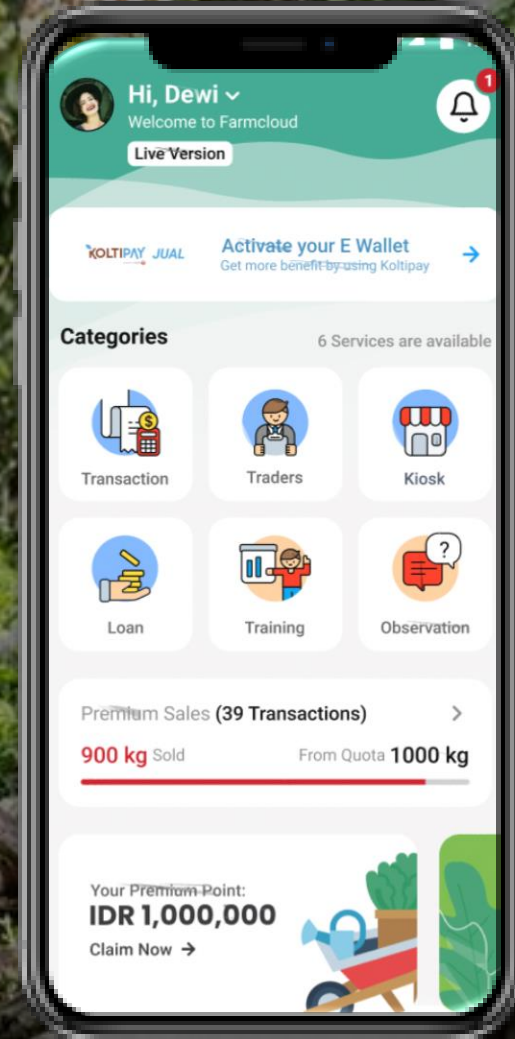 1
Hi, Dewi
Welcome to Farmcloud
Live Version
KOLTIPAY JUAL
Activate your E Wallet
Get more benefit by using Koltipay
Categories
6 Services are available
Transaction
Traders
Kiosk
Loan
Training
?
Observation
Premium Sales (39 Transactions)
900 kg Sold
From Quota 1000 kg
Your Premium Point:
IDR 1,000,000
Claim Now